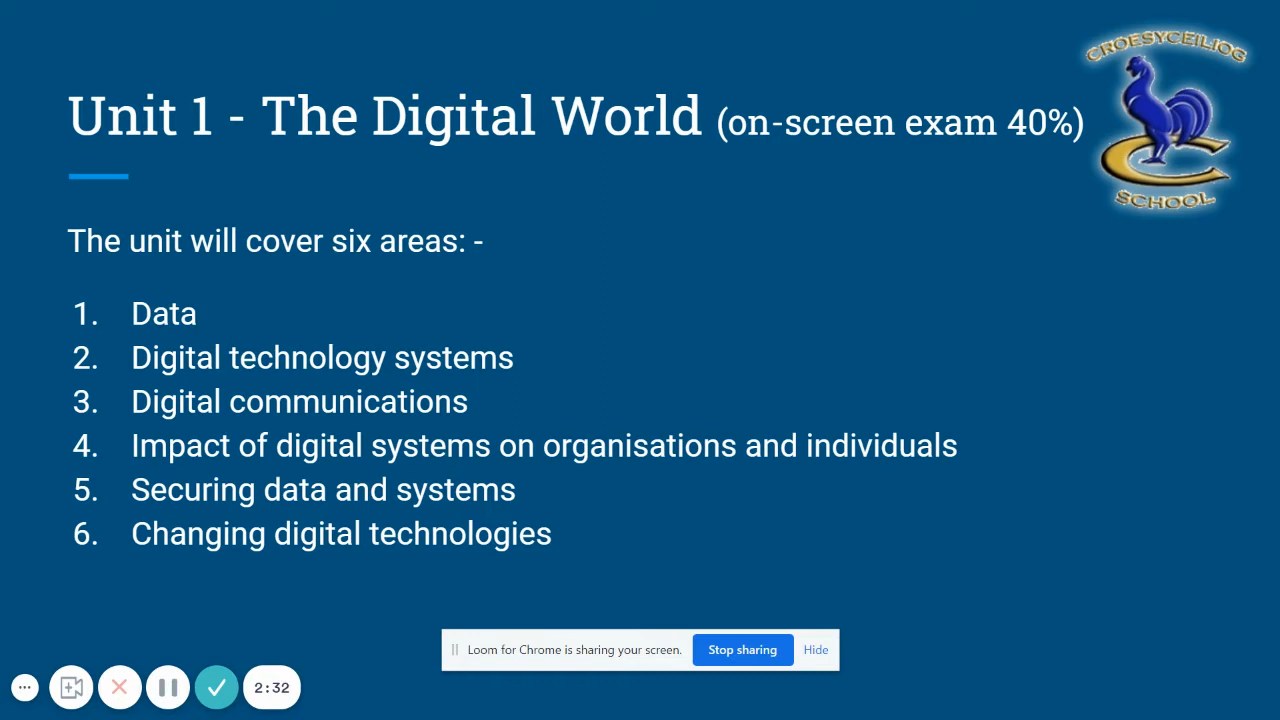 CROESYCEILIOG
SCHOOL
Unit 1 - The Digital World (on-screen exam 40%)
The unit will cover six areas: -
1. Data
2. Digital technology systems
3. Digital communications
4. Impact of digital systems on organisations and individuals
5. Securing data and systems
6. Changing digital technologies
Loom for Chrome is sharing your screen. Stop sharing Hide
2:32